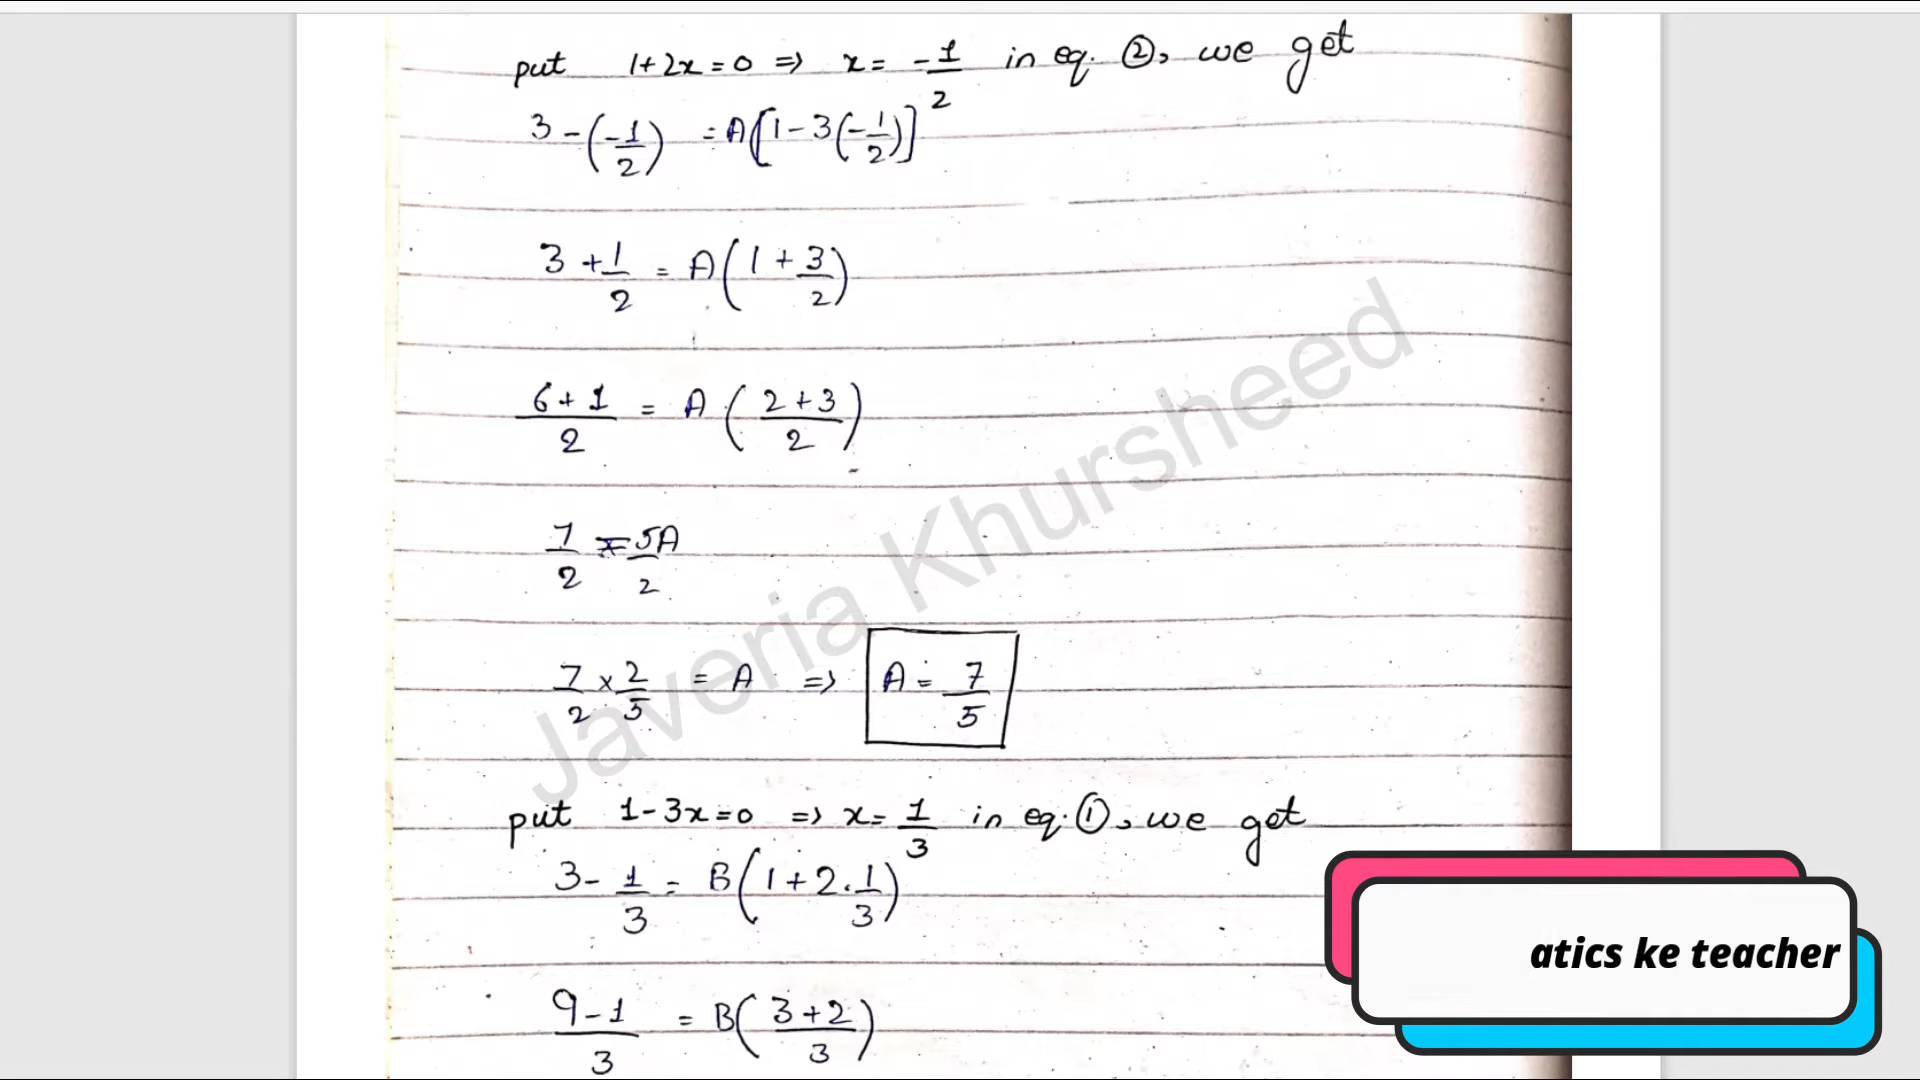 put 1+2x=0 => x= -1/2 in eq. ②, we get
3-(-1/2) = A[1-3(-1/2)]
3+1/2 = A(1+3/2)
6+1/2 = A(2+3/2)
7/2 = 5A/2
7/2 × 2/5 = A => A = 7/5
put 1-3x=0 => x= 1/3 in eq. ①, we get
3- 1/3 = B(1+2.1/3)
9-1/3 = B(3+2/3)
Javeria Khursheed
atics ke teacher